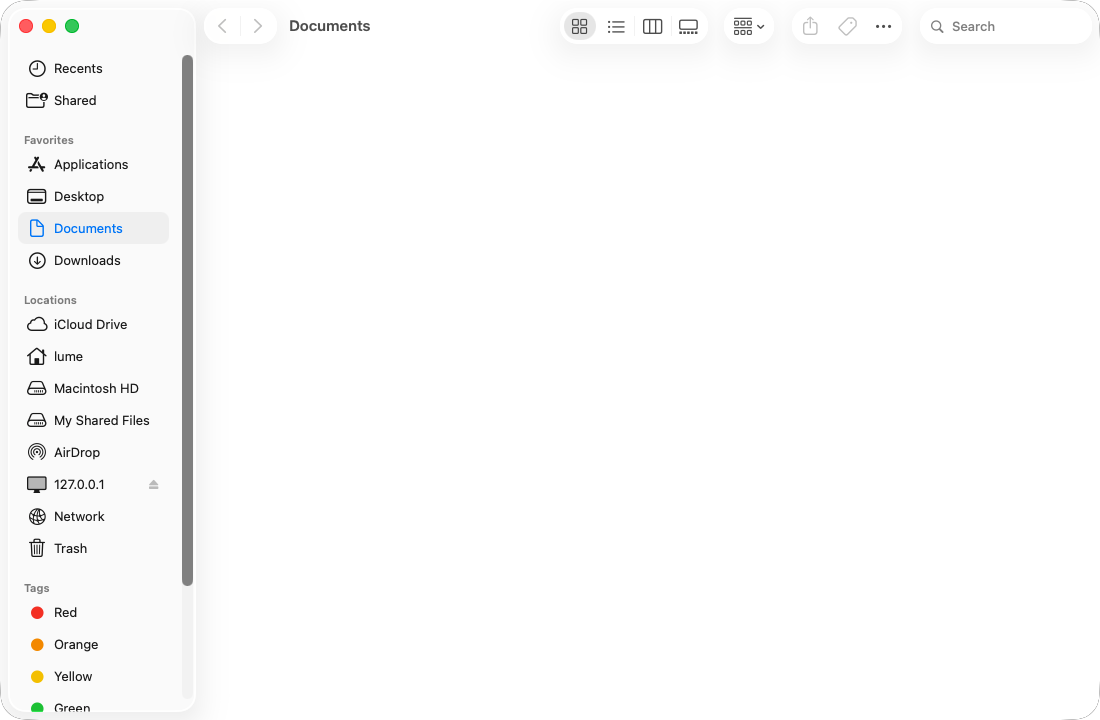 Documents
Search
Recents
Shared
Favorites
Applications
Desktop
Documents
Downloads
Locations
iCloud Drive
lume
Macintosh HD
My Shared Files
AirDrop
127.0.0.1
Network
Trash
Tags
Red
Orange
Yellow
Green